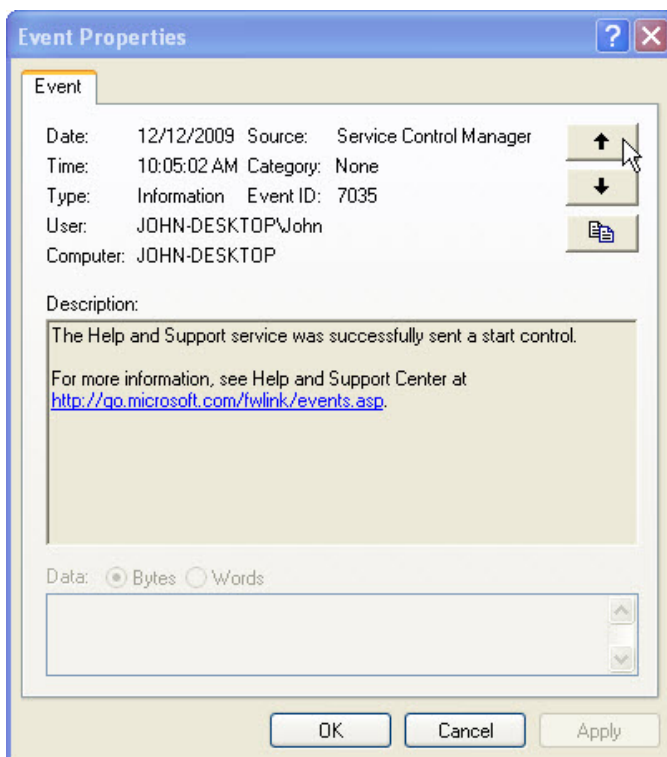 Event Properties
Event
Date: 12/12/2009 Source: Service Control Manager
Time: 10:05:02 AM Category: None
Type: Information Event ID: 7035
User: JOHN-DESKTOP\John
Computer: JOHN-DESKTOP
Description:
The Help and Support service was successfully sent a start control.
For more information, see Help and Support Center at
http://go.microsoft.com/fwlink/events.asp.
Data: Bytes Words
OK Cancel Apply